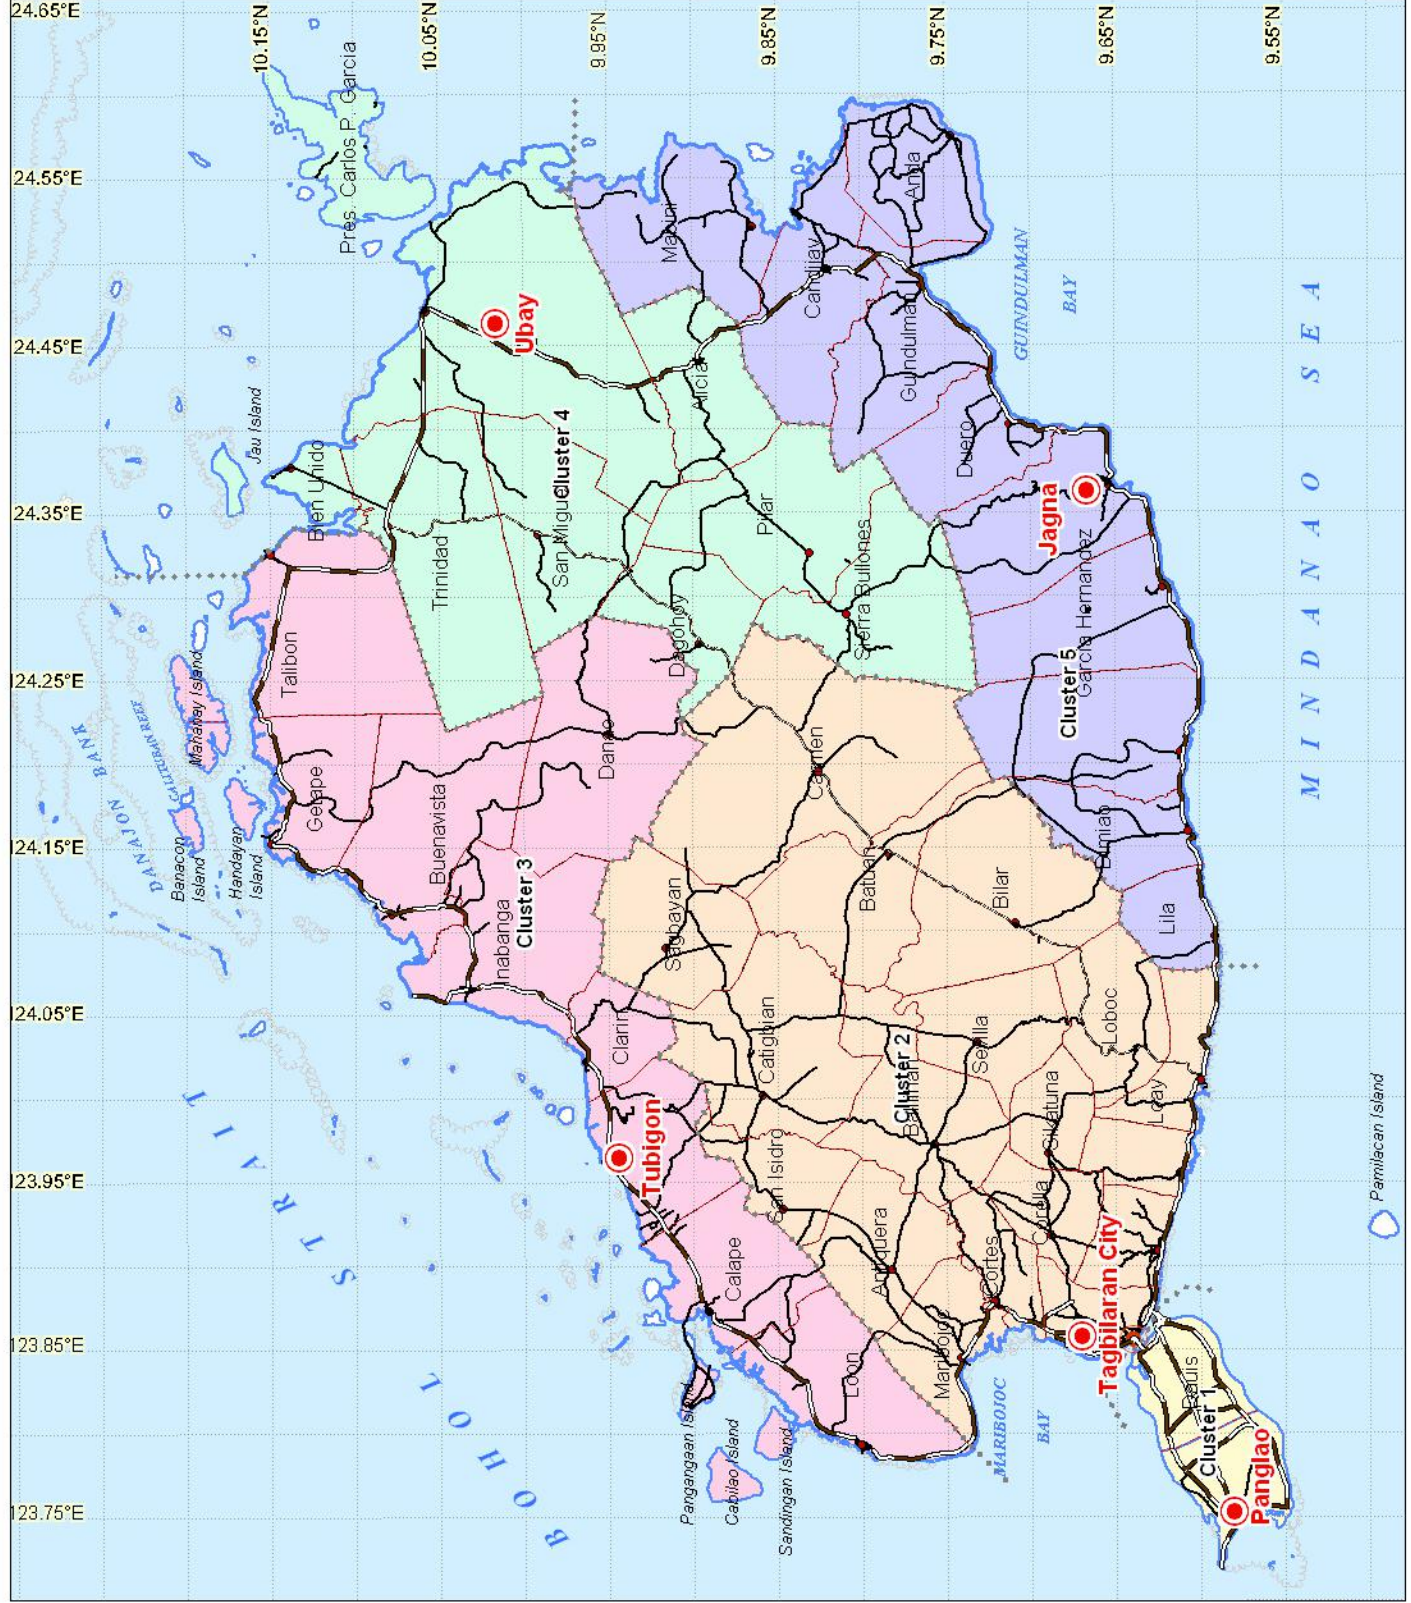 10.15°N
10.05°N
9.95°N
9.85°N
9.75°N
9.65°N
9.55°N
24.65°E
24.55°E
24.45°E
24.35°E
124.25°E
124.15°E
124.05°E
123.95°E
123.85°E
123.75°E
BOHOL STRAIT
DANAJON BANK
CALITUBAN REEF
Banacon
Island
Handayan
Island
Mahanay Island
Jau Island
Pres. Carlos P. Garcia
Talibon
Bien Unido
Getafe
Trinidad
Buenavista
Ubay
San Miguel
Cluster 4
Inabanga
Cluster 3
Danao
Clarin
Tubigon
Dagohoy
Alicia
Mabini
Sagbayan
Pilar
Candijay
Calape
Catigbian
San Isidro
Carmen
Sierra Bullones
Guindulman
Anda
Pangangaan Island
Cabilao Island
Sandingan Island
Loon
Antequera
Batuan
Cluster 2
Balilihan
Duero
Maribojoc
Cortes
Sevilla
Bilar
Jagna
Garcia Hernandez
Cluster 5
GUINDULMAN
BAY
Corella
Sikatuna
Loboc
Dimiao
Lila
Loay
MARIBOJOC
BAY
Tagbilaran City
Dauis
Cluster 1
Panglao
MINDANAO SEA
Pamilacan Island